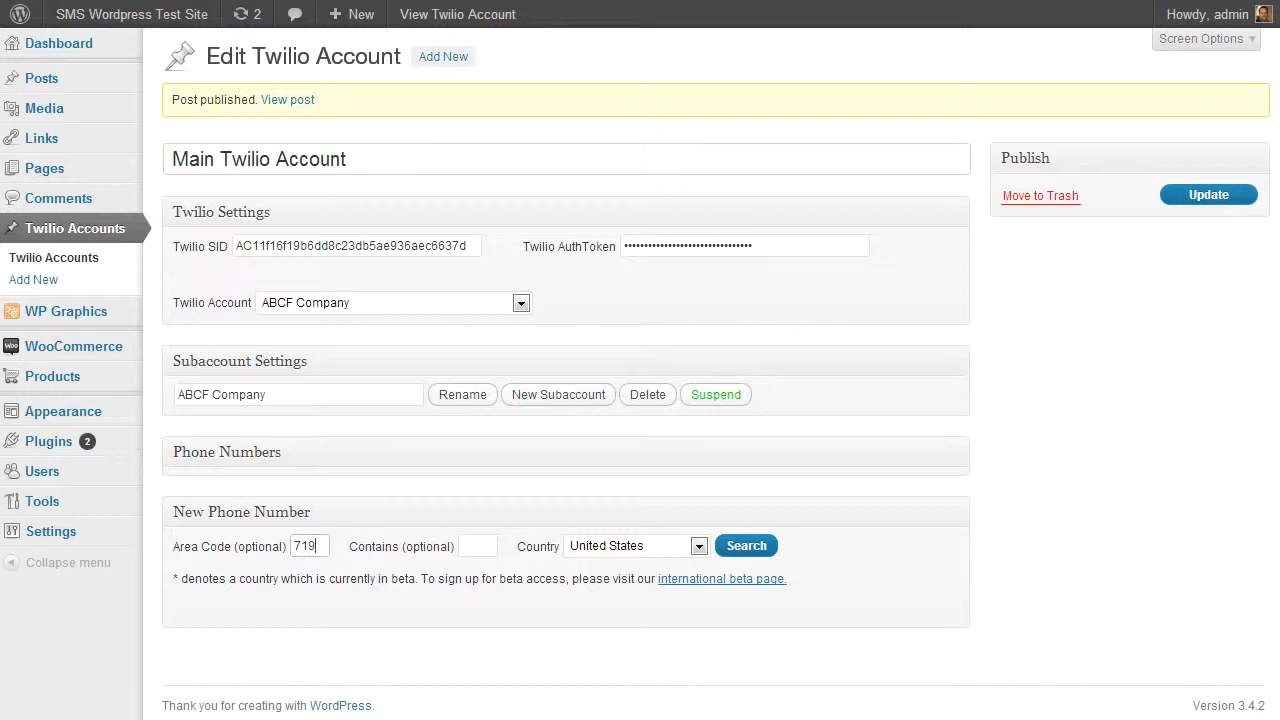 SMS Wordpress Test Site 2 New View Twilio Account Howdy, admin
Screen Options
Dashboard
Posts
Media
Links
Pages
Comments
Twilio Accounts
Twilio Accounts
Add New
WP Graphics
Woo WooCommerce
Products
Appearance
Plugins 2
Users
Tools
Settings
Collapse menu
Edit Twilio Account Add New
Post published. View post
Main Twilio Account
Twilio Settings
Twilio SID AC11f16f19b6dd8c23db5ae936aec6637d Twilio AuthToken ••••••••••••••••••••••••••••••••
Twilio Account ABCF Company
Subaccount Settings
ABCF Company Rename New Subaccount Delete Suspend
Phone Numbers
New Phone Number
Area Code (optional) 719 Contains (optional) Country United States Search
* denotes a country which is currently in beta. To sign up for beta access, please visit our international beta page.
Publish
Move to Trash Update
Thank you for creating with WordPress. Version 3.4.2